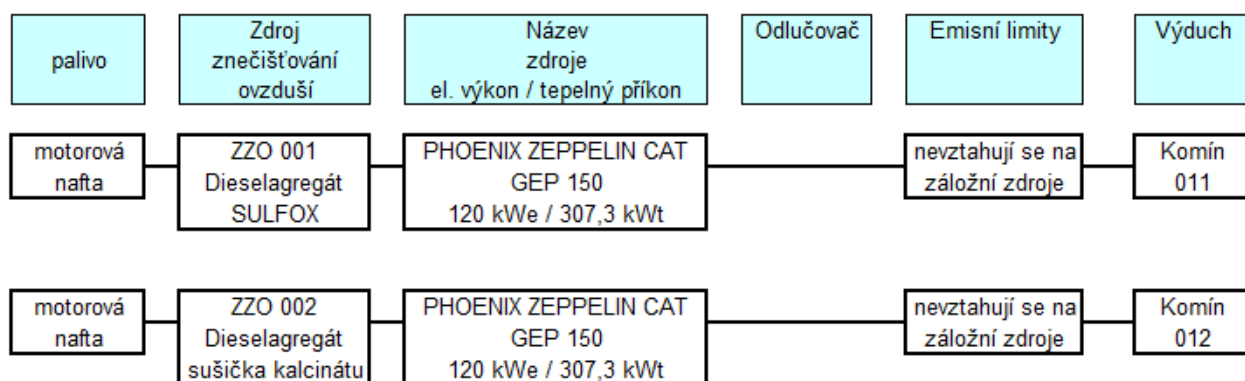 palivo
Zdroj
znečišťování
ovzduší
Název
zdroje
el. výkon / tepelný příkon
Odlučovač
Emisní limity
Výduch
motorová
nafta
ZZO 001
Dieselagregát
SULFOX
PHOENIX ZEPPELIN CAT
GEP 150
120 kWe / 307,3 kWt
nevztahují se na
záložní zdroje
Komín
011
motorová
nafta
ZZO 002
Dieselagregát
sušička kalcinátu
PHOENIX ZEPPELIN CAT
GEP 150
120 kWe / 307,3 kWt
nevztahují se na
záložní zdroje
Komín
012